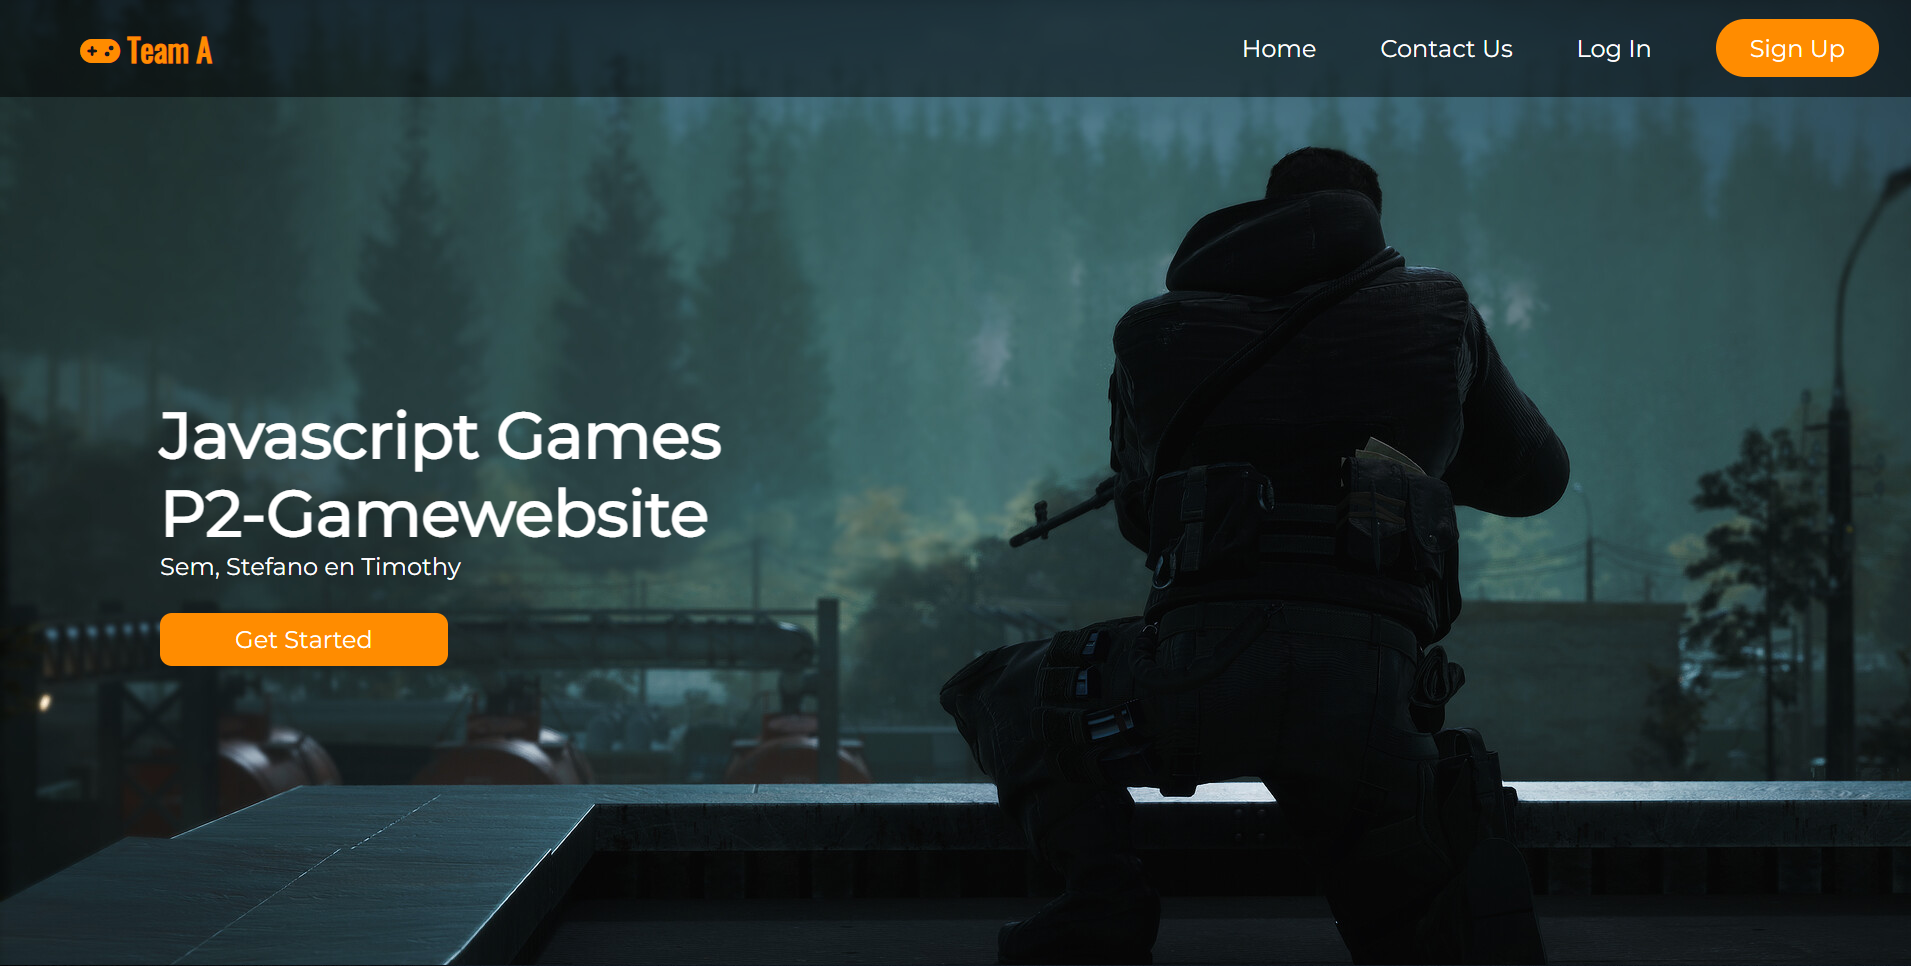 Team A
Home
Contact Us
Log In
Sign Up
Javascript Games
P2-Gamewebsite
Sem, Stefano en Timothy
Get Started